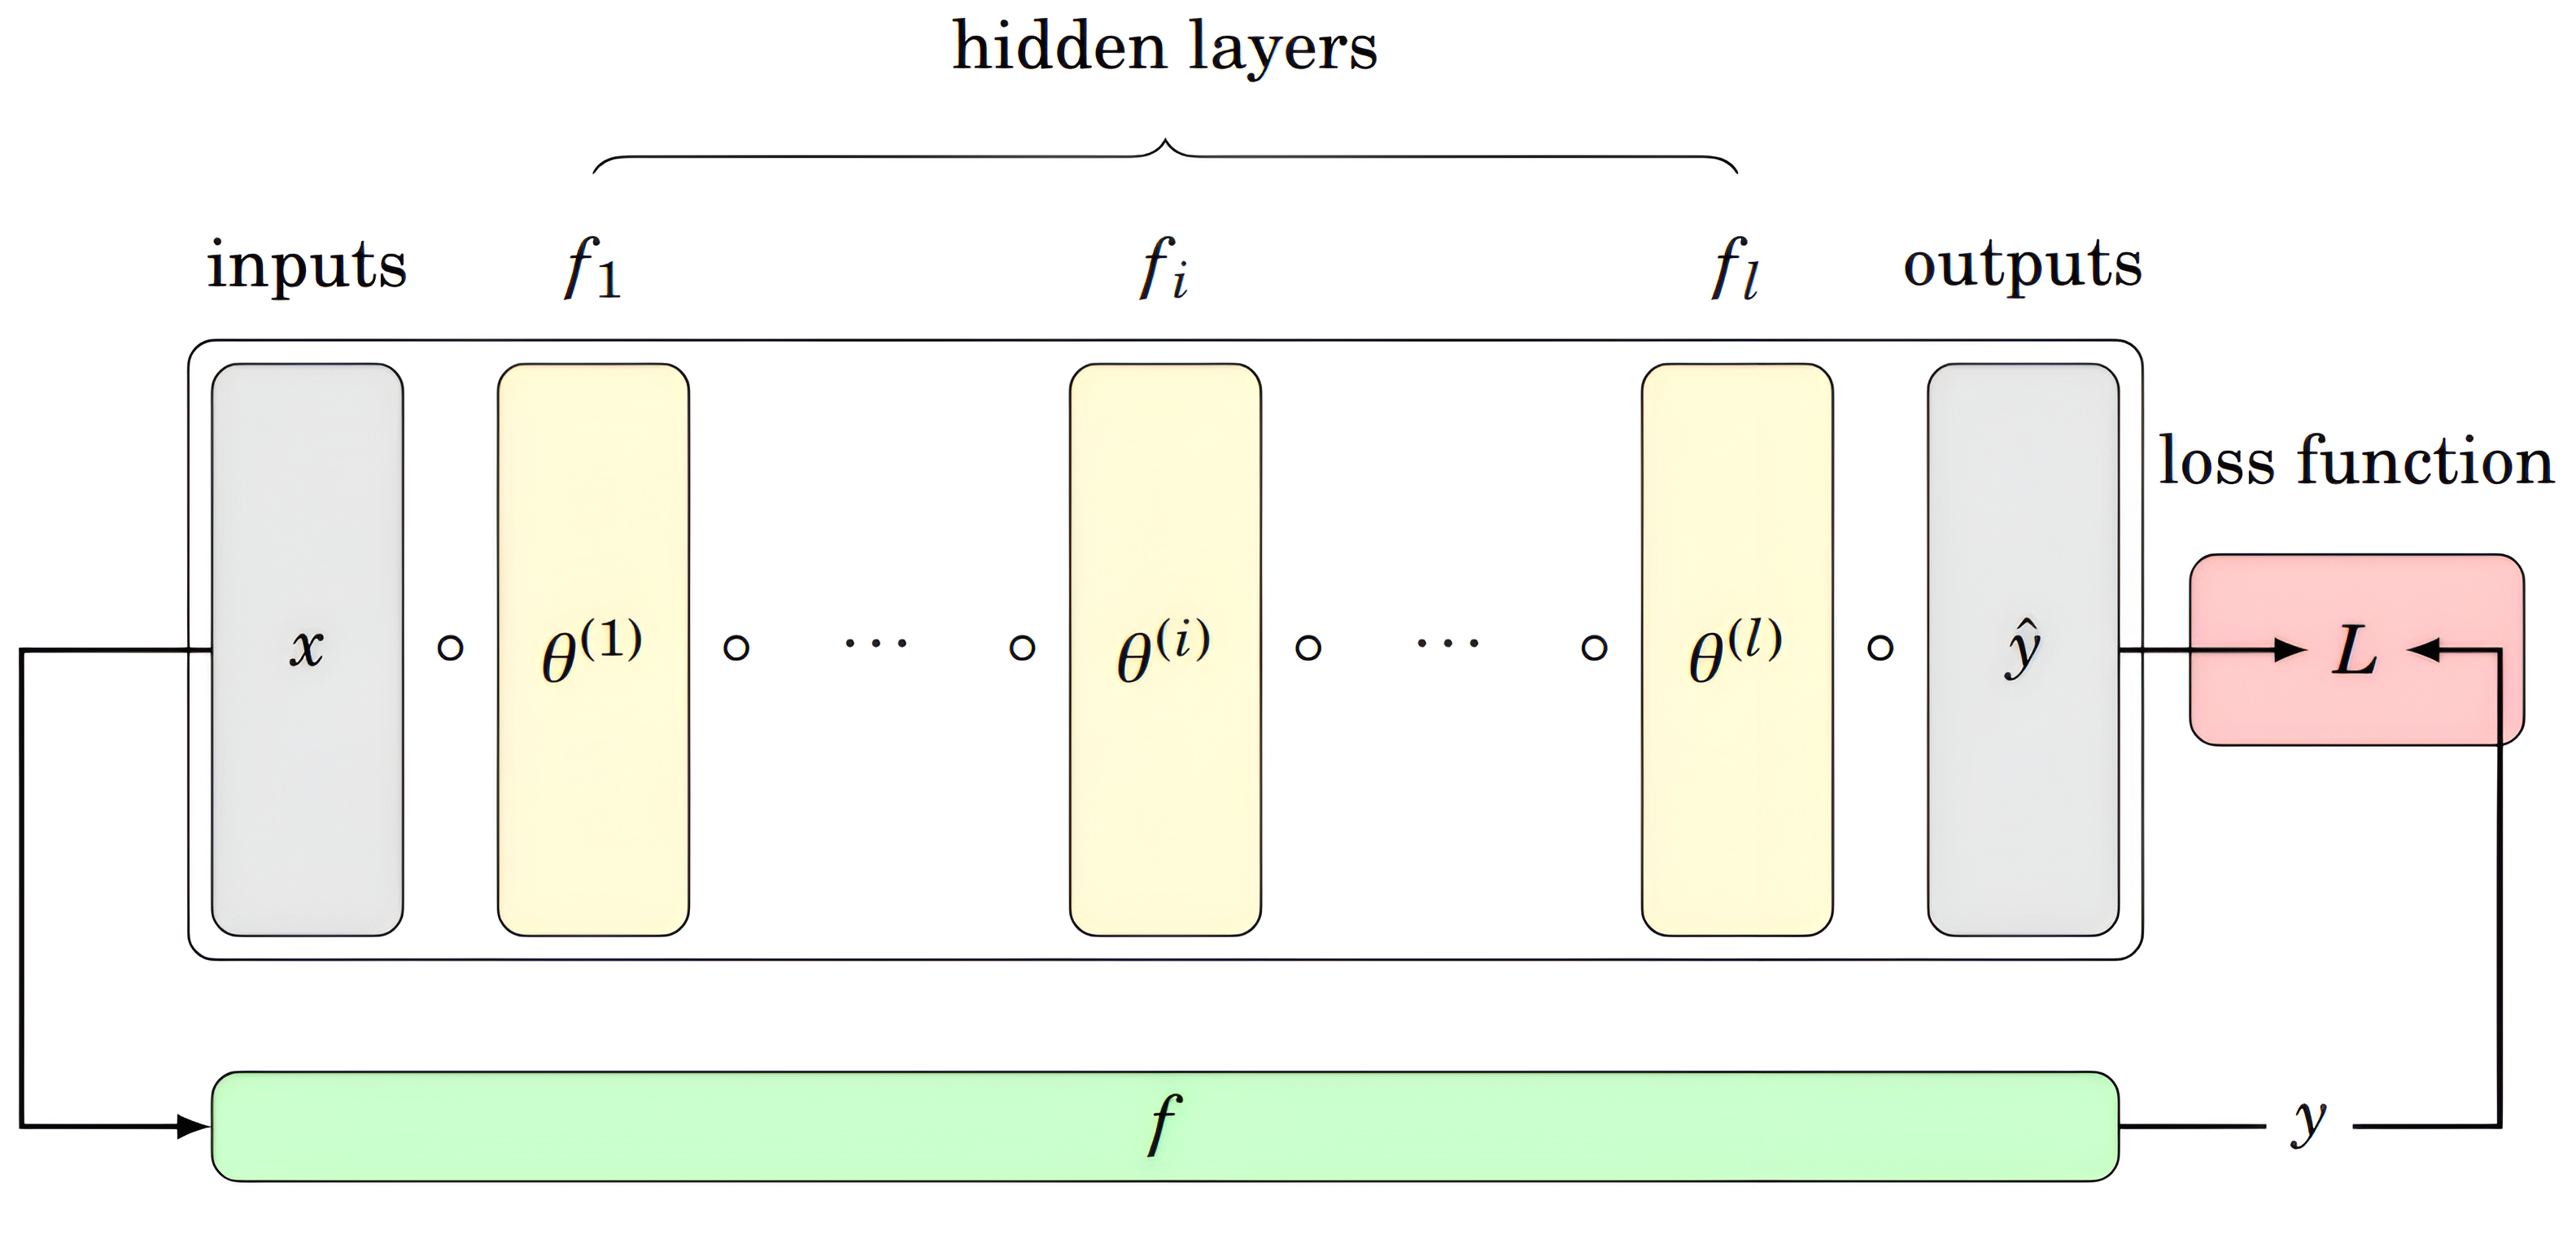 hidden layers
inputs f₁ fᵢ fₗ outputs
loss function
x ∘ θ⁽¹⁾ ∘ ⋯ ∘ θ⁽ⁱ⁾ ∘ ⋯ ∘ θ⁽ˡ⁾ ∘ ŷ L
f y